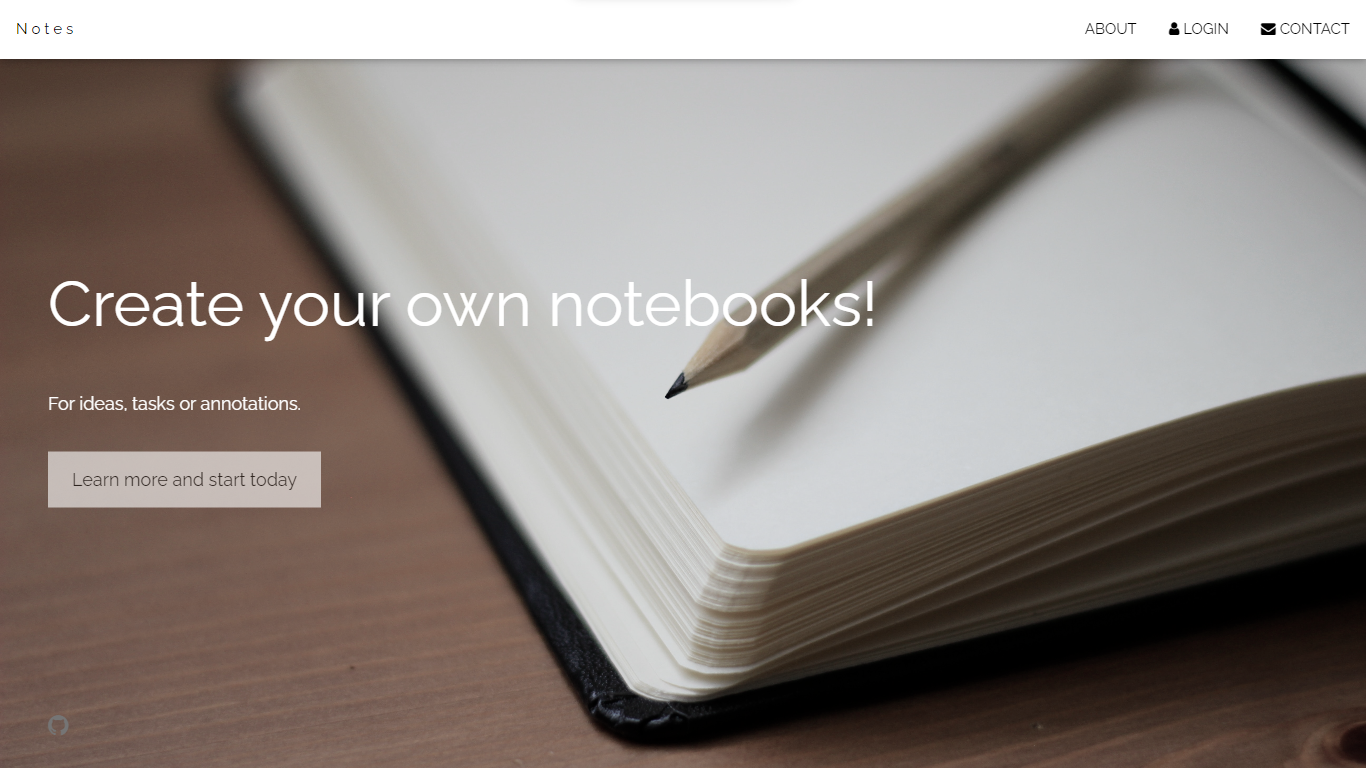 Notes
ABOUT
LOGIN
CONTACT
Create your own notebooks!
For ideas, tasks or annotations.
Learn more and start today